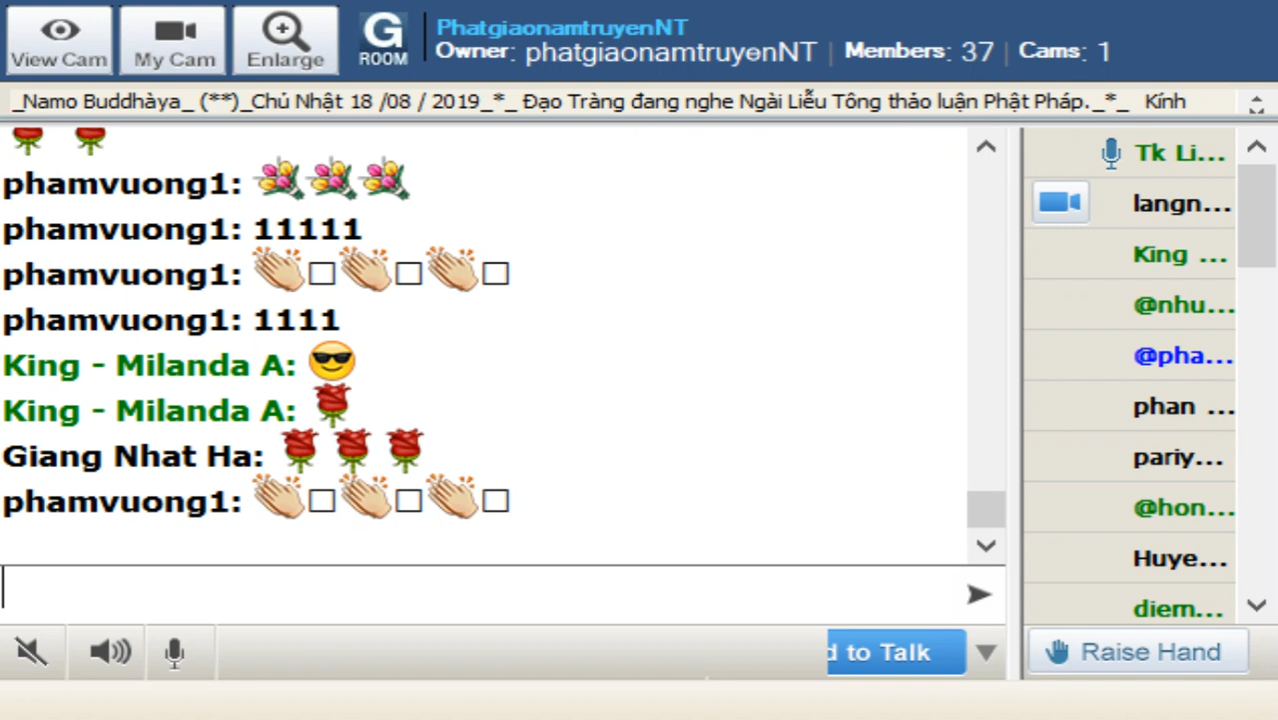 View Cam
My Cam
Enlarge
G
ROOM
PhatgiaonamtruyenNT
Owner: phatgiaonamtruyenNT | Members: 37 | Cams: 1
_Namo Buddhàya_ (**)_Chủ Nhật 18 /08 / 2019_*_ Đạo Tràng đang nghe Ngài Liễu Tông thảo luận Phật Pháp._*_ Kính
phamvuong1:
phamvuong1: 11111
phamvuong1:
phamvuong1: 1111
King - Milanda A:
King - Milanda A:
Giang Nhat Ha:
phamvuong1:
Tk Li...
langn...
King ...
@nhu...
@pha...
phan ...
pariy...
@hon...
Huye...
diem...
d to Talk
Raise Hand